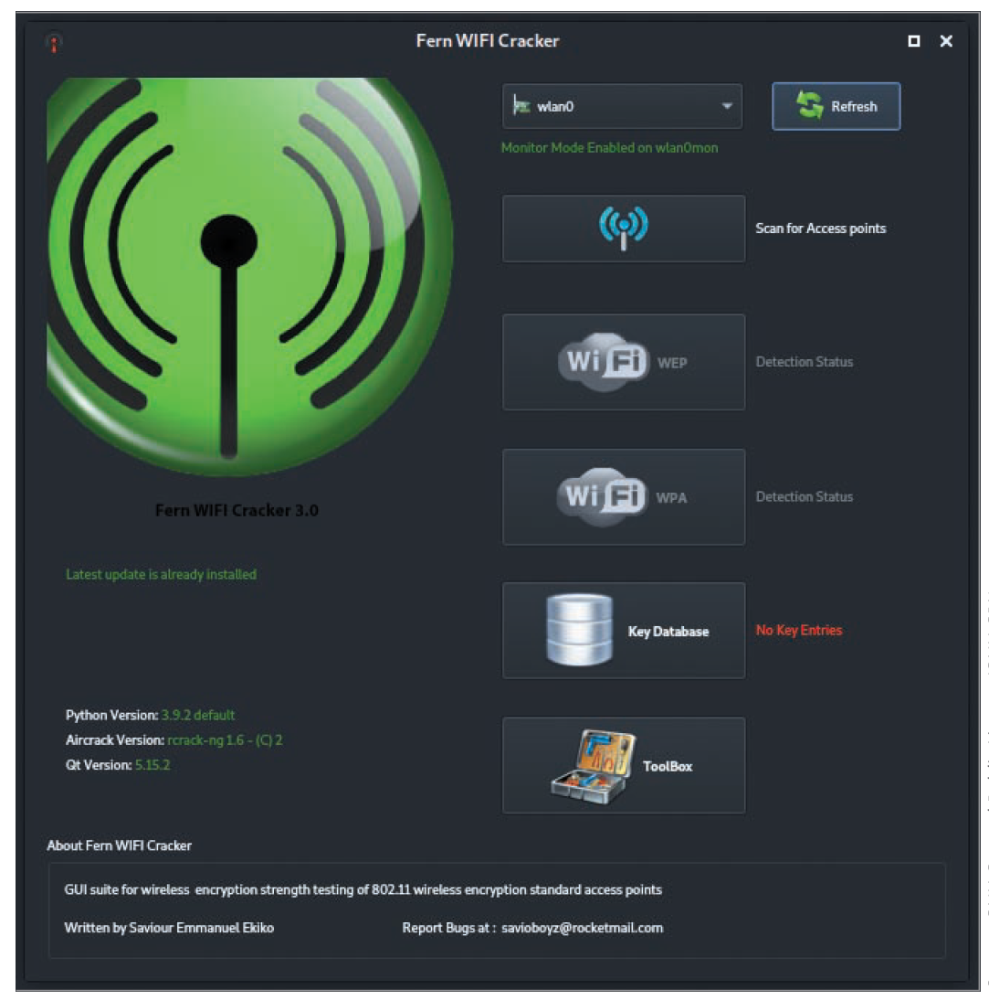 Fern WIFI Cracker
wlan0
Refresh
Monitor Mode Enabled on wlan0mon
Scan for Access points
WiFi WEP
Detection Status
WiFi WPA
Detection Status
Fern WIFI Cracker 3.0
Latest update is already installed
Key Database
No Key Entries
Python Version: 3.9.2 default
Aircrack Version: rcrack-ng 1.6 - (C) 2
Qt Version: 5.15.2
ToolBox
About Fern WIFI Cracker
GUI suite for wireless encryption strength testing of 802.11 wireless encryption standard access points
Written by Saviour Emmanuel Ekiko
Report Bugs at : savioboyz@rocketmail.com